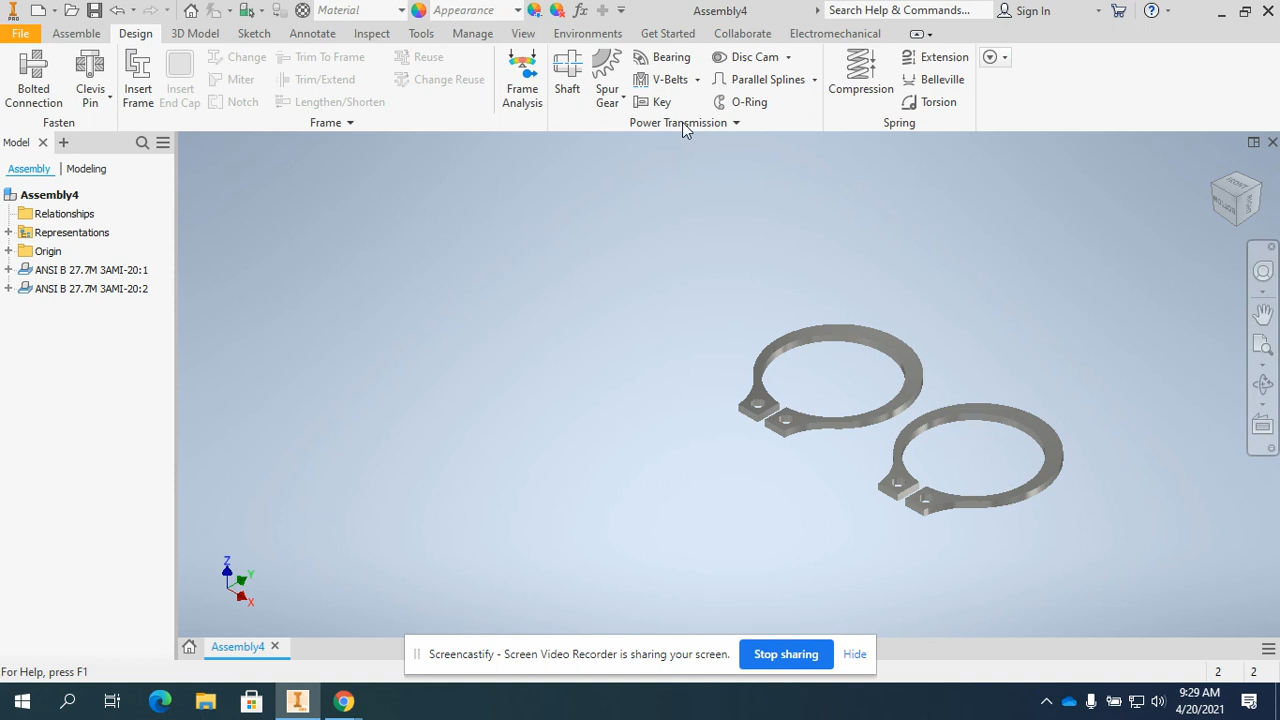 PRO
Material
Appearance
fx
Assembly4
Search Help & Commands...
Sign In
File
Assemble
Design
3D Model
Sketch
Annotate
Inspect
Tools
Manage
View
Environments
Get Started
Collaborate
Electromechanical
Bolted Connection
Clevis Pin
Insert Frame
Insert End Cap
Change
Miter
Notch
Trim To Frame
Trim/Extend
Lengthen/Shorten
Reuse
Change Reuse
Frame Analysis
Shaft
Spur Gear
Bearing
V-Belts
Key
Disc Cam
Parallel Splines
O-Ring
Compression
Extension
Belleville
Torsion
Fasten
Frame
Power Transmission
Spring
Model
Assembly
Modeling
Assembly4
Relationships
Representations
Origin
ANSI B 27.7M 3AMI-20:1
ANSI B 27.7M 3AMI-20:2
FRONT
BOTTOM
RIGHT
Z
Y
X
Assembly4
Screencastify - Screen Video Recorder is sharing your screen.
Stop sharing
Hide
For Help, press F1
2
2
9:29 AM
4/20/2021